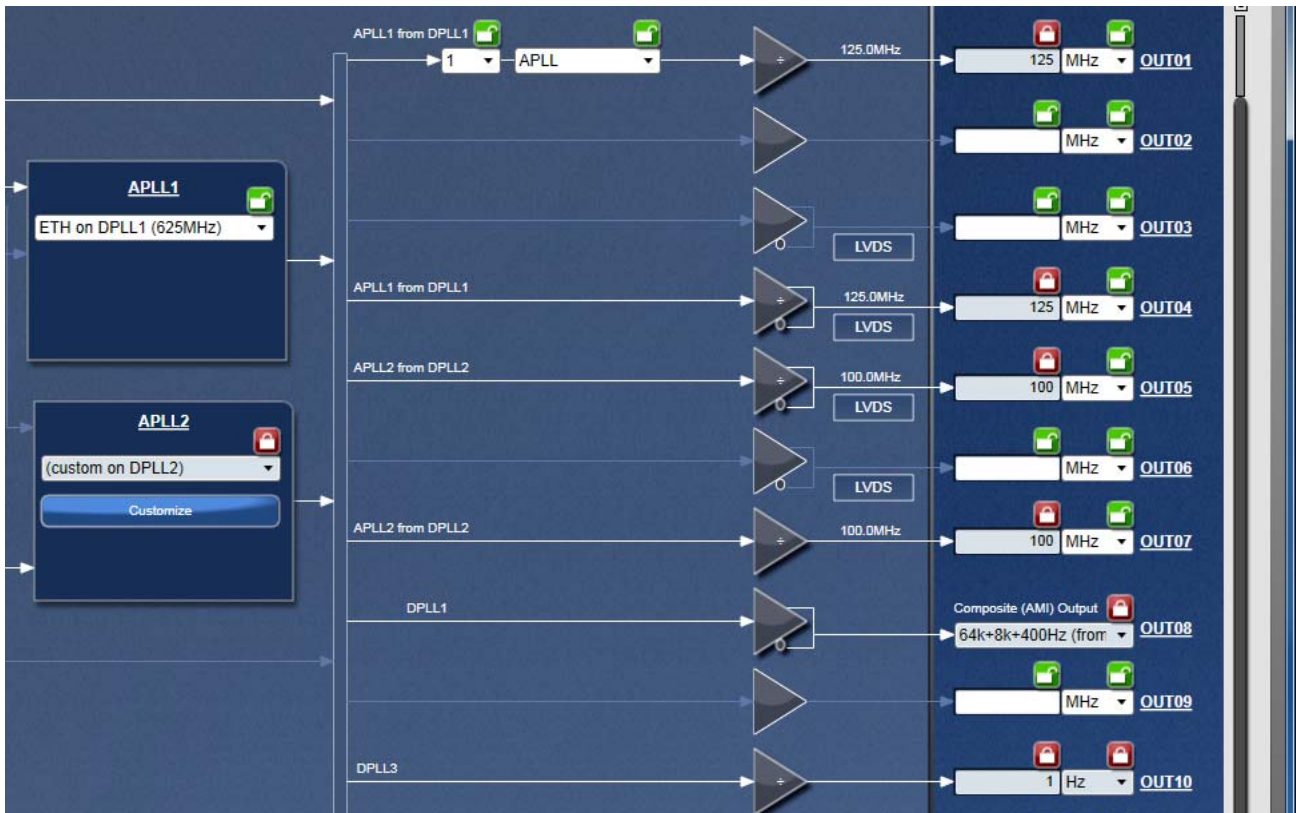 APLL1 from DPLL1
1
APLL
125.0MHz
125 MHz OUT01
MHz OUT02
APLL1
ETH on DPLL1 (625MHz)
MHz OUT03
LVDS
APLL1 from DPLL1
125.0MHz
125 MHz OUT04
LVDS
APLL2 from DPLL2
100.0MHz
100 MHz OUT05
LVDS
APLL2
(custom on DPLL2)
Customize
MHz OUT06
LVDS
APLL2 from DPLL2
100.0MHz
100 MHz OUT07
DPLL1
Composite (AMI) Output
64k+8k+400Hz (from OUT08
MHz OUT09
DPLL3
1 Hz OUT10